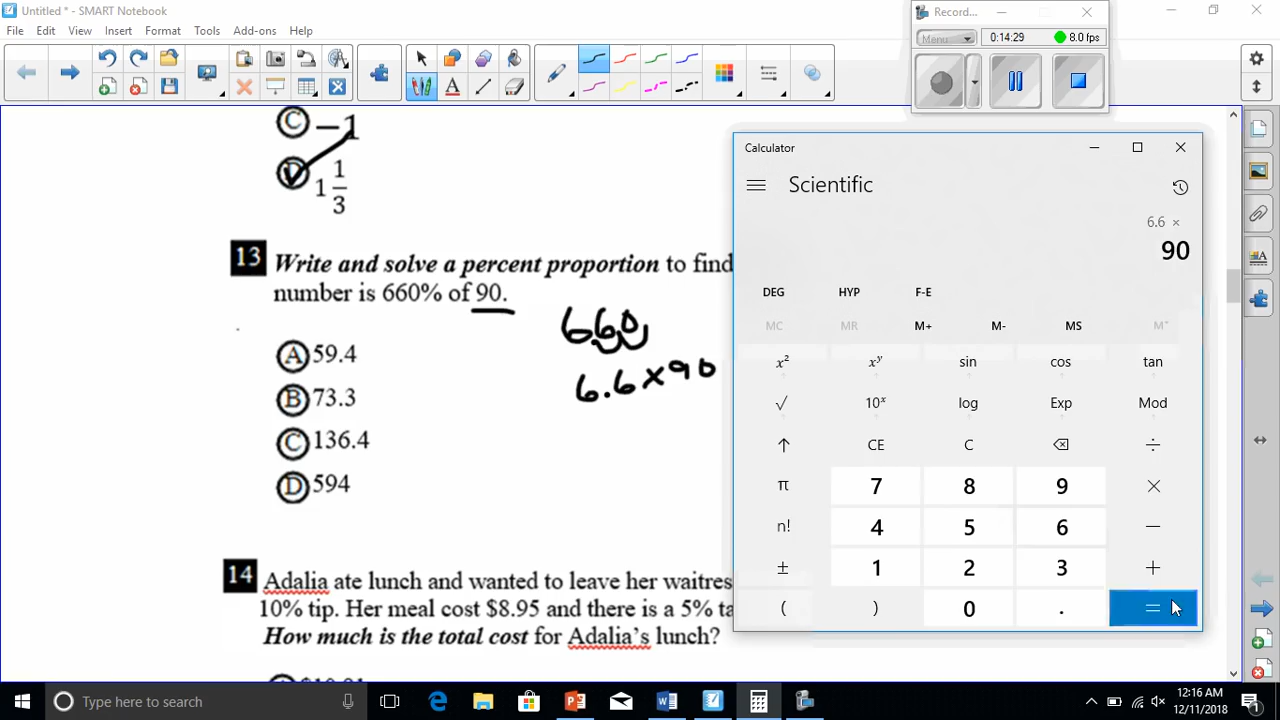 Untitled * - SMART Notebook
File Edit View Insert Format Tools Add-ons Help
Record...
Menu
0:14:29
8.0 fps
C −1
D 1 1/3
13 Write and solve a percent proportion to find
number is 660% of 90.
660
6.6×90
A 59.4
B 73.3
C 136.4
D 594
14 Adalia ate lunch and wanted to leave her waitres
10% tip. Her meal cost $8.95 and there is a 5% ta
How much is the total cost for Adalia's lunch?
Calculator
Scientific
6.6 ×
90
DEG HYP F-E
MC MR M+ M- MS M˅
x² xʸ sin cos tan
√ 10ˣ log Exp Mod
↑ CE C ⌫ ÷
π 7 8 9 ×
n! 4 5 6 −
± 1 2 3 +
( ) 0 . =
Type here to search
12:16 AM
12/11/2018
1